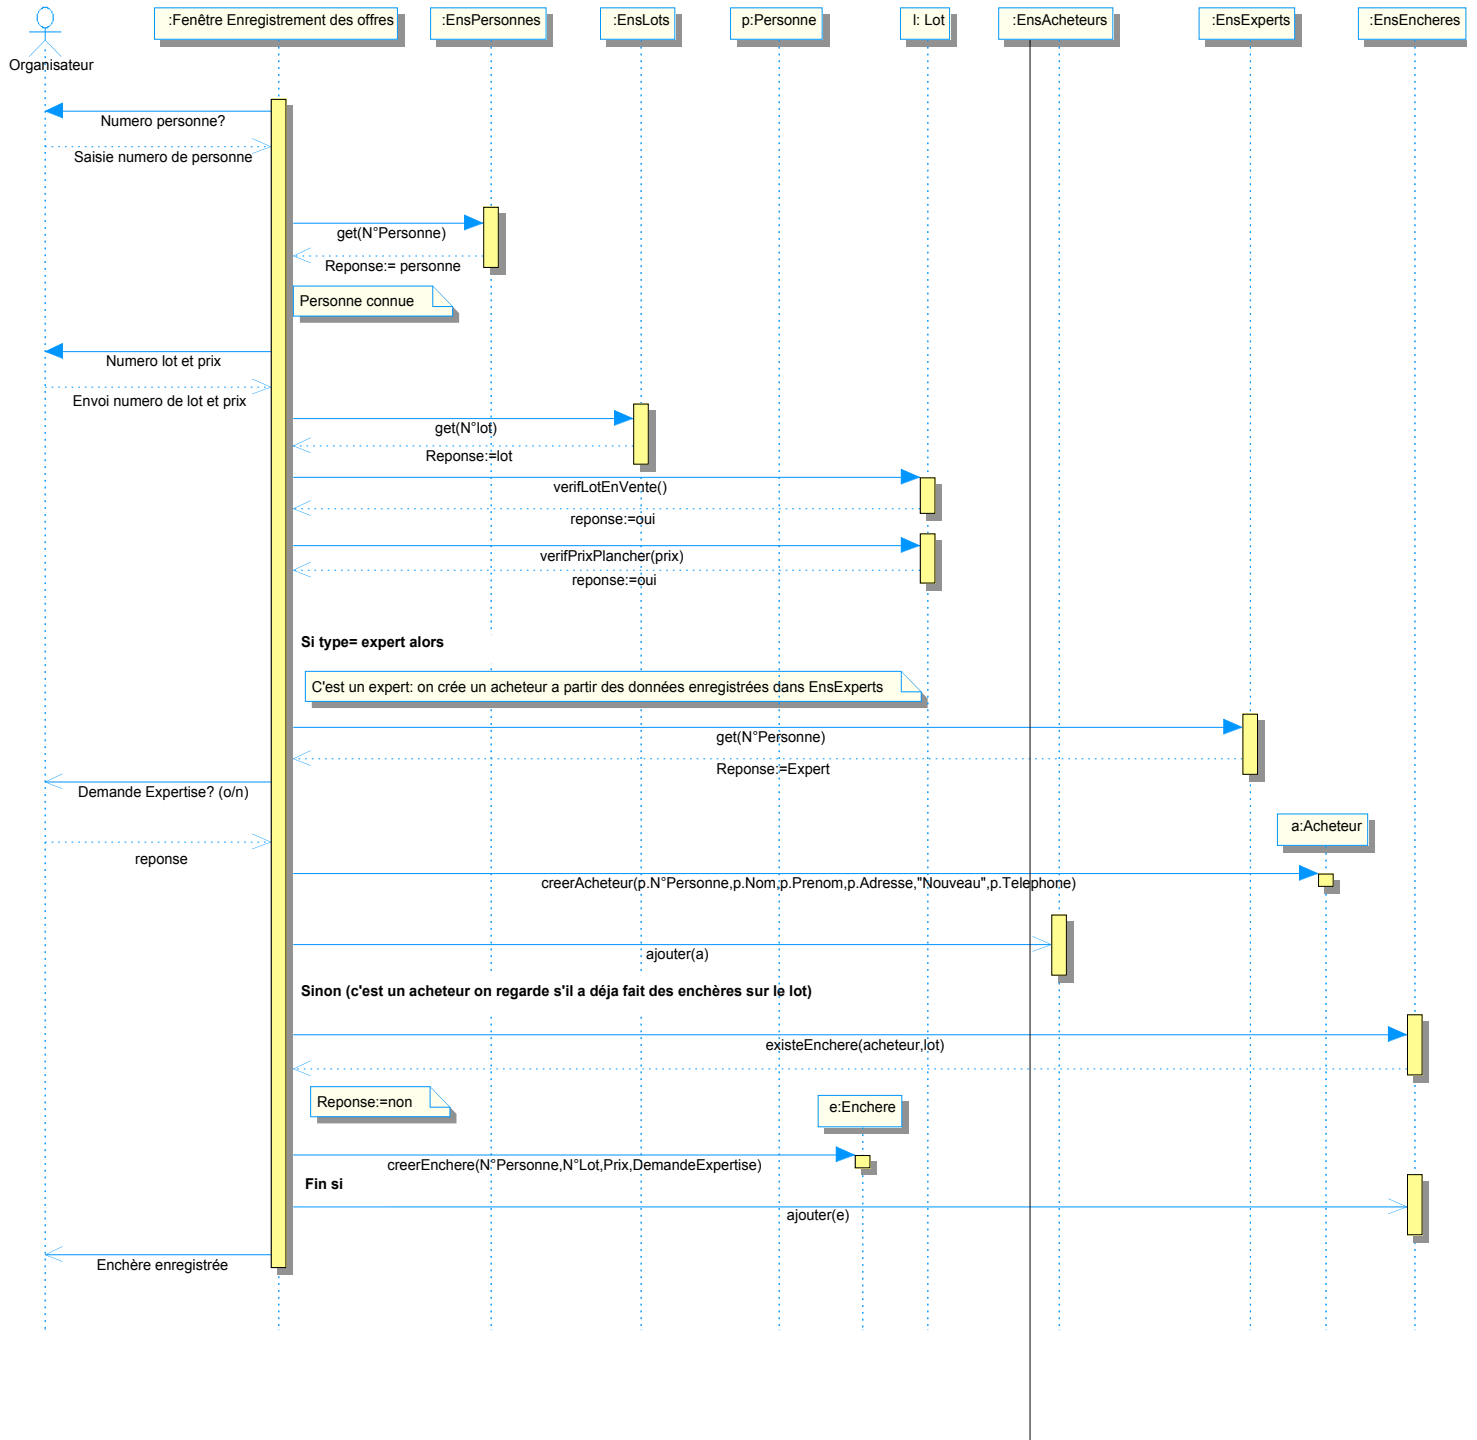 :Fenêtre Enregistrement des offres
:EnsPersonnes
:EnsLots
p:Personne
l: Lot
:EnsAcheteurs
:EnsExperts
:EnsEncheres
Organisateur
Numero personne?
Saisie numero de personne
get(N°Personne)
Reponse:= personne
Personne connue
Numero lot et prix
Envoi numero de lot et prix
get(N°lot)
Reponse:=lot
verifLotEnVente()
reponse:=oui
verifPrixPlancher(prix)
reponse:=oui
Si type= expert alors
C'est un expert: on crée un acheteur a partir des données enregistrées dans EnsExperts
get(N°Personne)
Reponse:=Expert
Demande Expertise? (o/n)
a:Acheteur
reponse
creerAcheteur(p.N°Personne,p.Nom,p.Prenom,p.Adresse,"Nouveau",p.Telephone)
ajouter(a)
Sinon (c'est un acheteur on regarde s'il a déja fait des enchères sur le lot)
existeEnchere(acheteur,lot)
Reponse:=non
e:Enchere
creerEnchere(N°Personne,N°Lot,Prix,DemandeExpertise)
Fin si
ajouter(e)
Enchère enregistrée